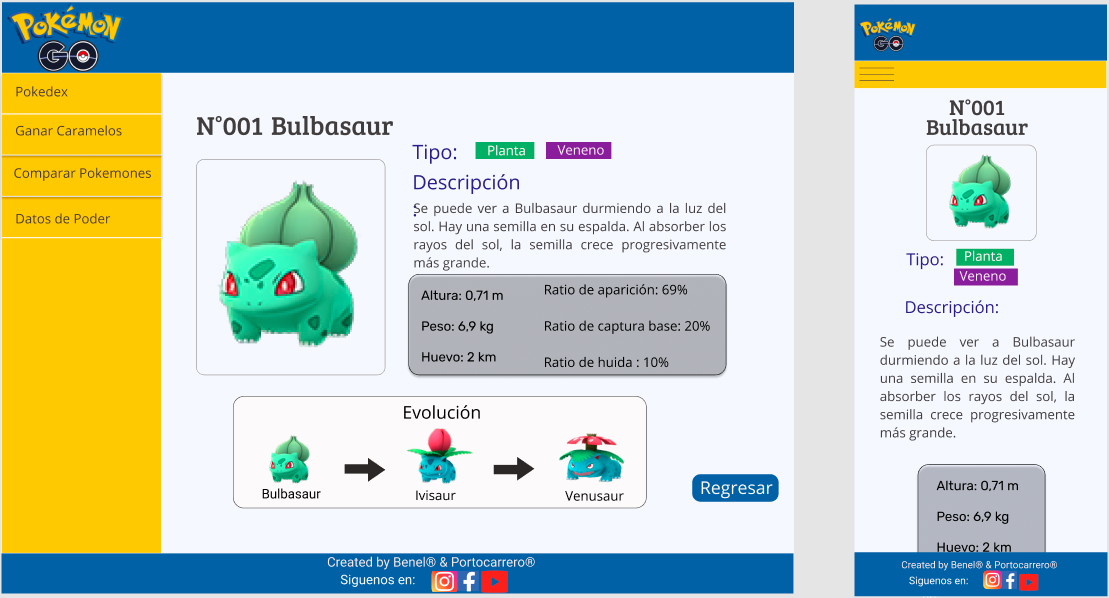 Pokémon
GO
Pokedex
Ganar Caramelos
Comparar Pokemones
Datos de Poder
N°001 Bulbasaur
Tipo:
Planta
Veneno
Descripción
Se puede ver a Bulbasaur durmiendo a la luz del
sol. Hay una semilla en su espalda. Al absorber los
rayos del sol, la semilla crece progresivamente
más grande.
Altura: 0,71 m
Peso: 6,9 kg
Huevo: 2 km
Ratio de aparición: 69%
Ratio de captura base: 20%
Ratio de huida : 10%
Evolución
Bulbasaur
Ivisaur
Venusaur
Regresar
Created by Benel® & Portocarrero®
Siguenos en:
Pokémon
GO
N°001
Bulbasaur
Tipo:
Planta
Veneno
Descripción:
Se puede ver a Bulbasaur
durmiendo a la luz del sol. Hay
una semilla en su espalda. Al
absorber los rayos del sol, la
semilla crece progresivamente
más grande.
Altura: 0,71 m
Peso: 6,9 kg
Huevo: 2 km
Created by Benel® & Portocarrero®
Siguenos en: